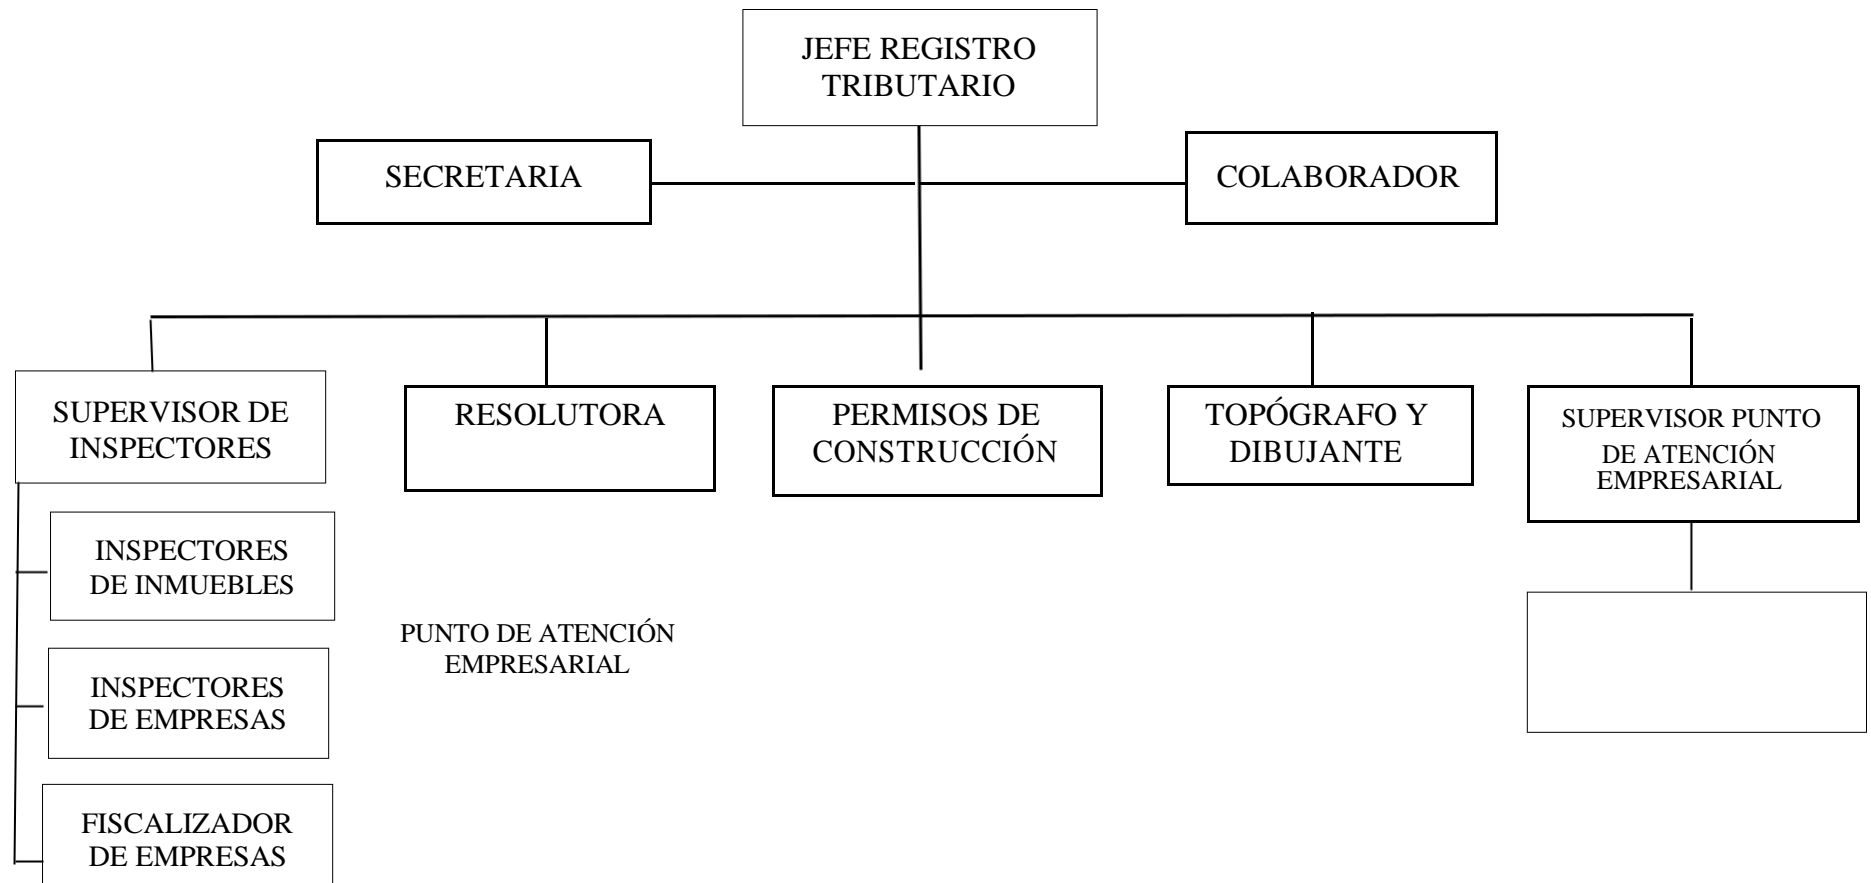 JEFE REGISTRO
TRIBUTARIO
SECRETARIA
COLABORADOR
SUPERVISOR DE
INSPECTORES
RESOLUTORA
PERMISOS DE
CONSTRUCCIÓN
TOPÓGRAFO Y
DIBUJANTE
SUPERVISOR PUNTO
DE ATENCIÓN
EMPRESARIAL
INSPECTORES
DE INMUEBLES
PUNTO DE ATENCIÓN
EMPRESARIAL
INSPECTORES
DE EMPRESAS
FISCALIZADOR
DE EMPRESAS